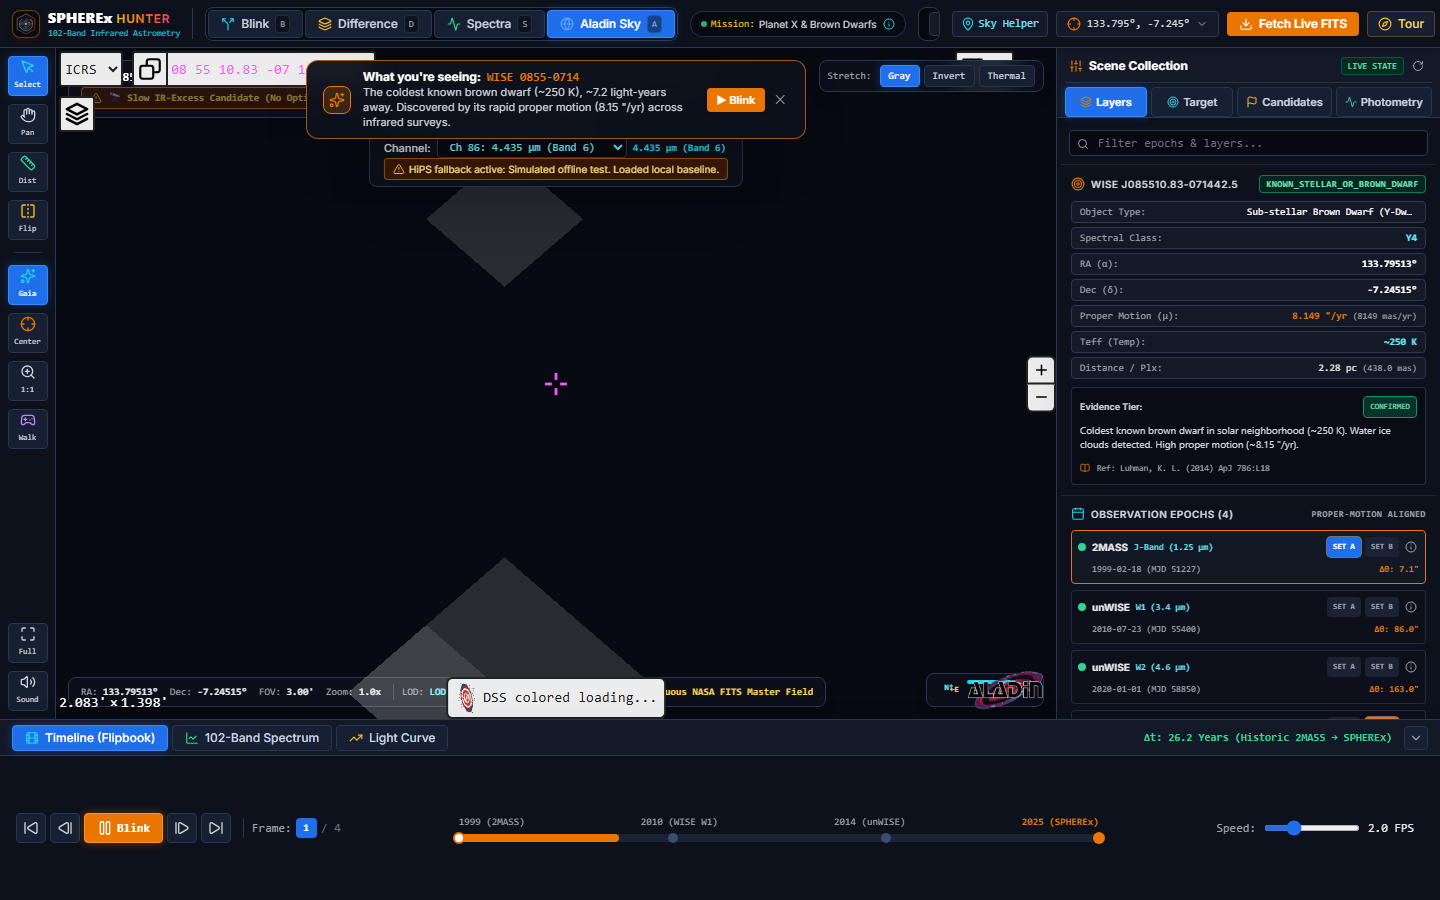 SPHEREx HUNTER
102-Band Infrared Astrometry
Blink B
Difference D
Spectra S
Aladin Sky A
Mission: Planet X & Brown Dwarfs
Sky Helper
133.795°, -7.245°
Fetch Live FITS
Tour
Select
Pan
Dist
Flip
Gaia
Center
1:1
Walk
Full
Sound
ICRS
08 55 10.83 -07 1
Slow IR-Excess Candidate (No Opti
What you're seeing: WISE 0855-0714
The coldest known brown dwarf (~250 K), ~7.2 light-years
away. Discovered by its rapid proper motion (8.15 "/yr) across
infrared surveys.
Blink
Stretch: Gray Invert Thermal
Channel: Ch 86: 4.435 µm (Band 6) 4.435 µm (Band 6)
HiPS fallback active: Simulated offline test. Loaded local baseline.
+
−
RA: 133.79513° Dec: -7.24515° FOV: 3.00' Zoom: 1.0x LOD: LOD
uous NASA FITS Master Field
2.083' x 1.398'
DSS colored loading...
N E
ALADIN
Scene Collection
LIVE STATE
Layers
Target
Candidates
Photometry
Filter epochs & layers...
WISE J085510.83-071442.5
KNOWN_STELLAR_OR_BROWN_DWARF
Object Type: Sub-stellar Brown Dwarf (Y-Dw…
Spectral Class: Y4
RA (α): 133.79513°
Dec (δ): -7.24515°
Proper Motion (μ): 8.149 "/yr (8149 mas/yr)
Teff (Temp): ~250 K
Distance / Plx: 2.28 pc (438.0 mas)
Evidence Tier: CONFIRMED
Coldest known brown dwarf in solar neighborhood (~250 K). Water ice
clouds detected. High proper motion (~8.15 "/yr).
Ref: Luhman, K. L. (2014) ApJ 786:L18
OBSERVATION EPOCHS (4)
PROPER-MOTION ALIGNED
2MASS J-Band (1.25 µm) SET A SET B
1999-02-18 (MJD 51227) Δθ: 7.1"
unWISE W1 (3.4 µm) SET A SET B
2010-07-23 (MJD 55400) Δθ: 86.0"
unWISE W2 (4.6 µm) SET A SET B
2020-01-01 (MJD 58850) Δθ: 163.0"
Timeline (Flipbook)
102-Band Spectrum
Light Curve
Δt: 26.2 Years (Historic 2MASS → SPHEREx)
Blink
Frame: 1 / 4
1999 (2MASS)
2010 (WISE W1)
2014 (unWISE)
2025 (SPHEREx)
Speed: 2.0 FPS